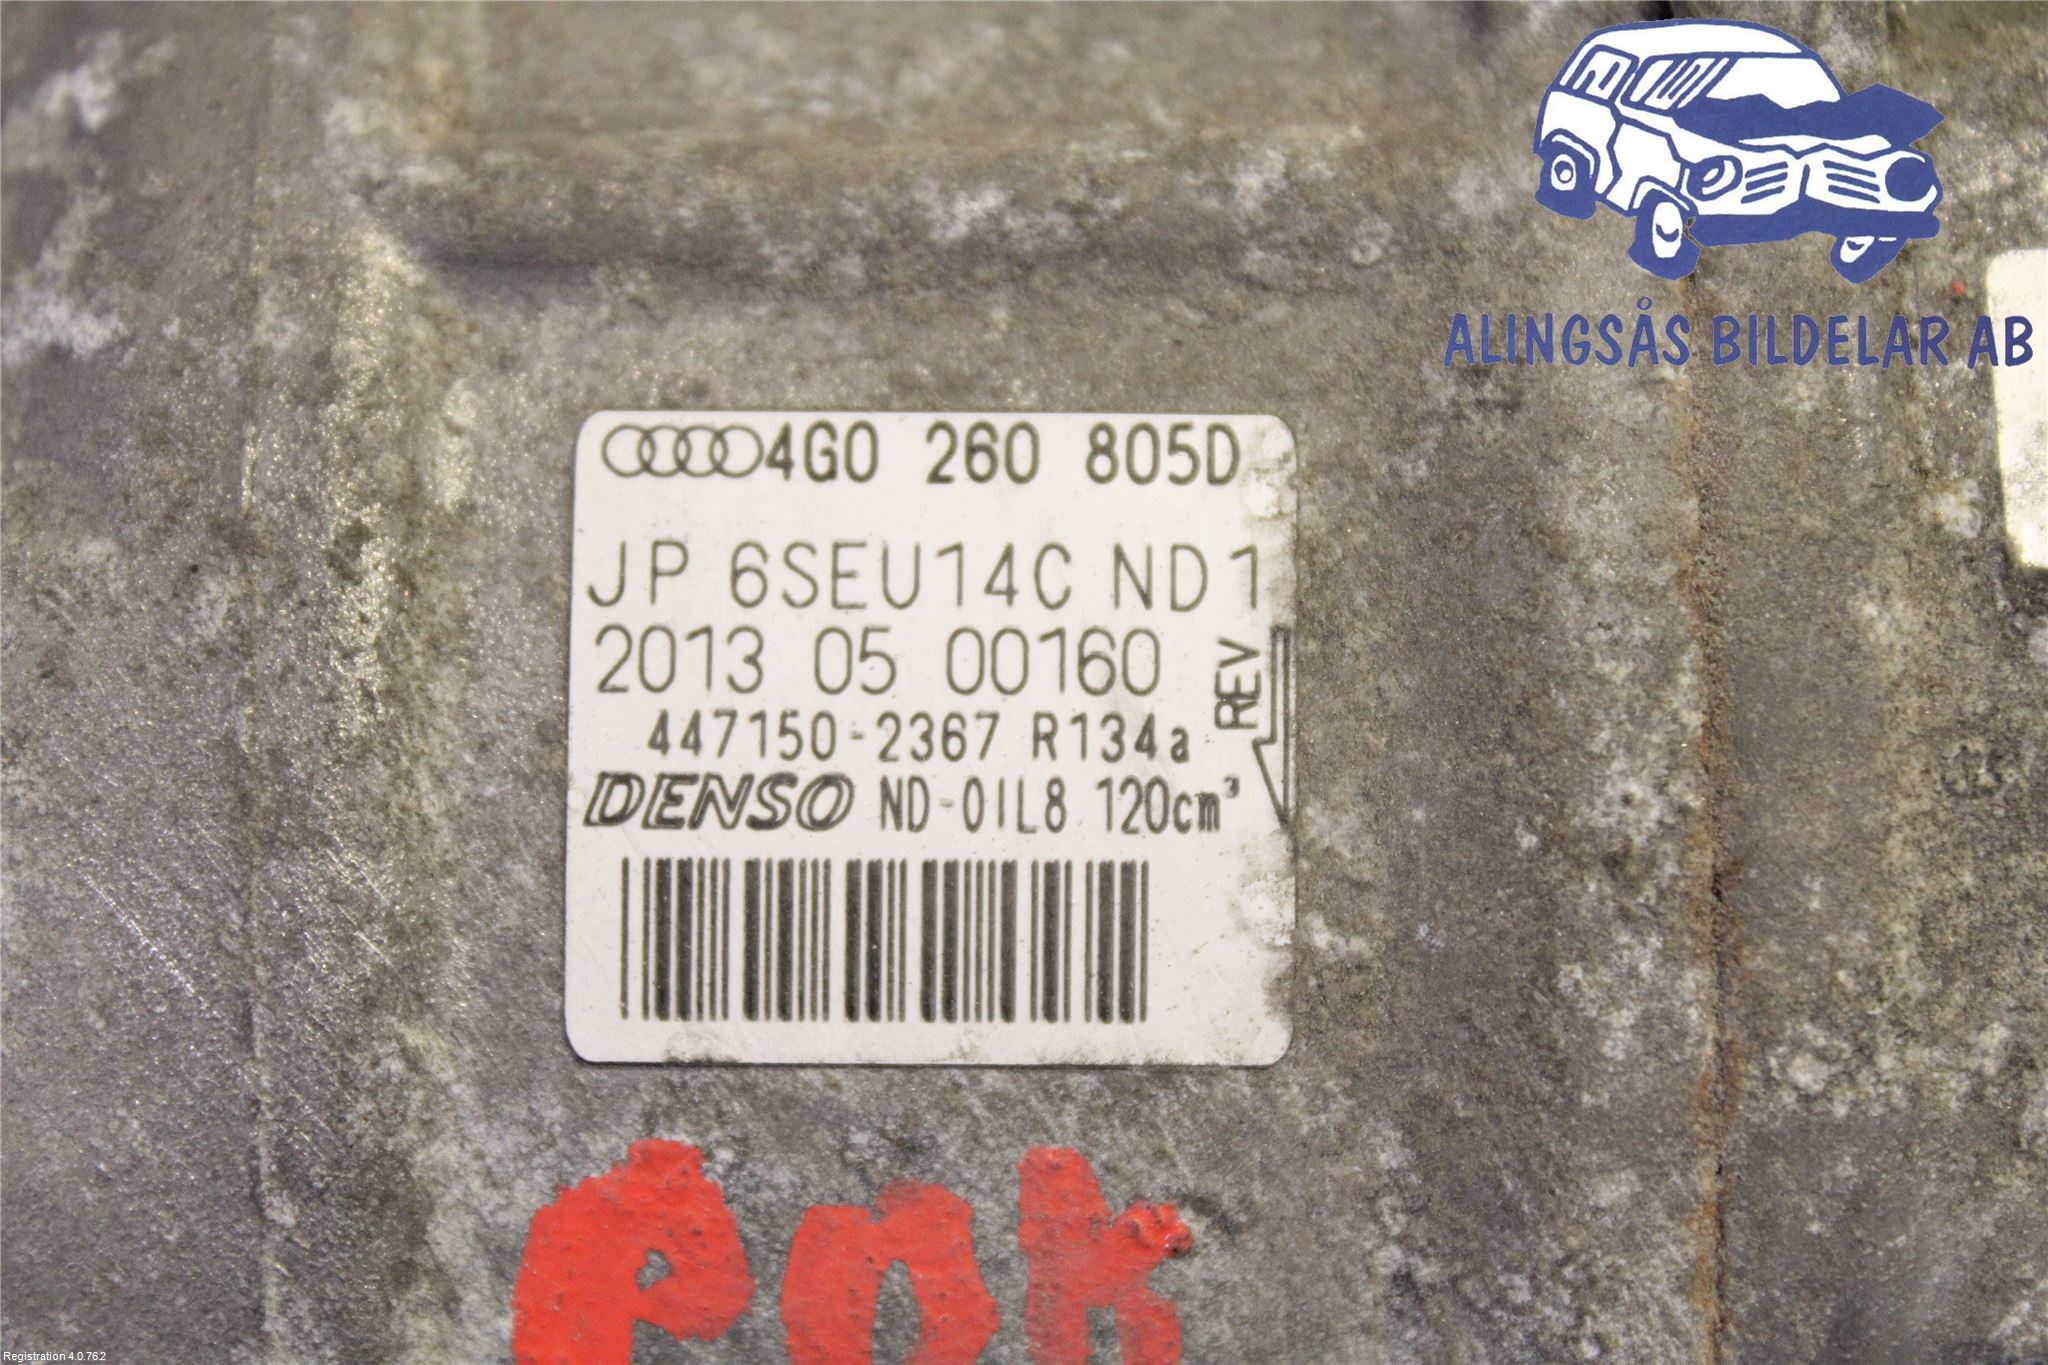 ALINGSÅS BILDELAR AB
4G0 260 805D
JP 6SEU14C ND1
2013 05 00160
REV
447150-2367 R134a
DENSO ND-OIL8 120cm³
Registration 4.0.762